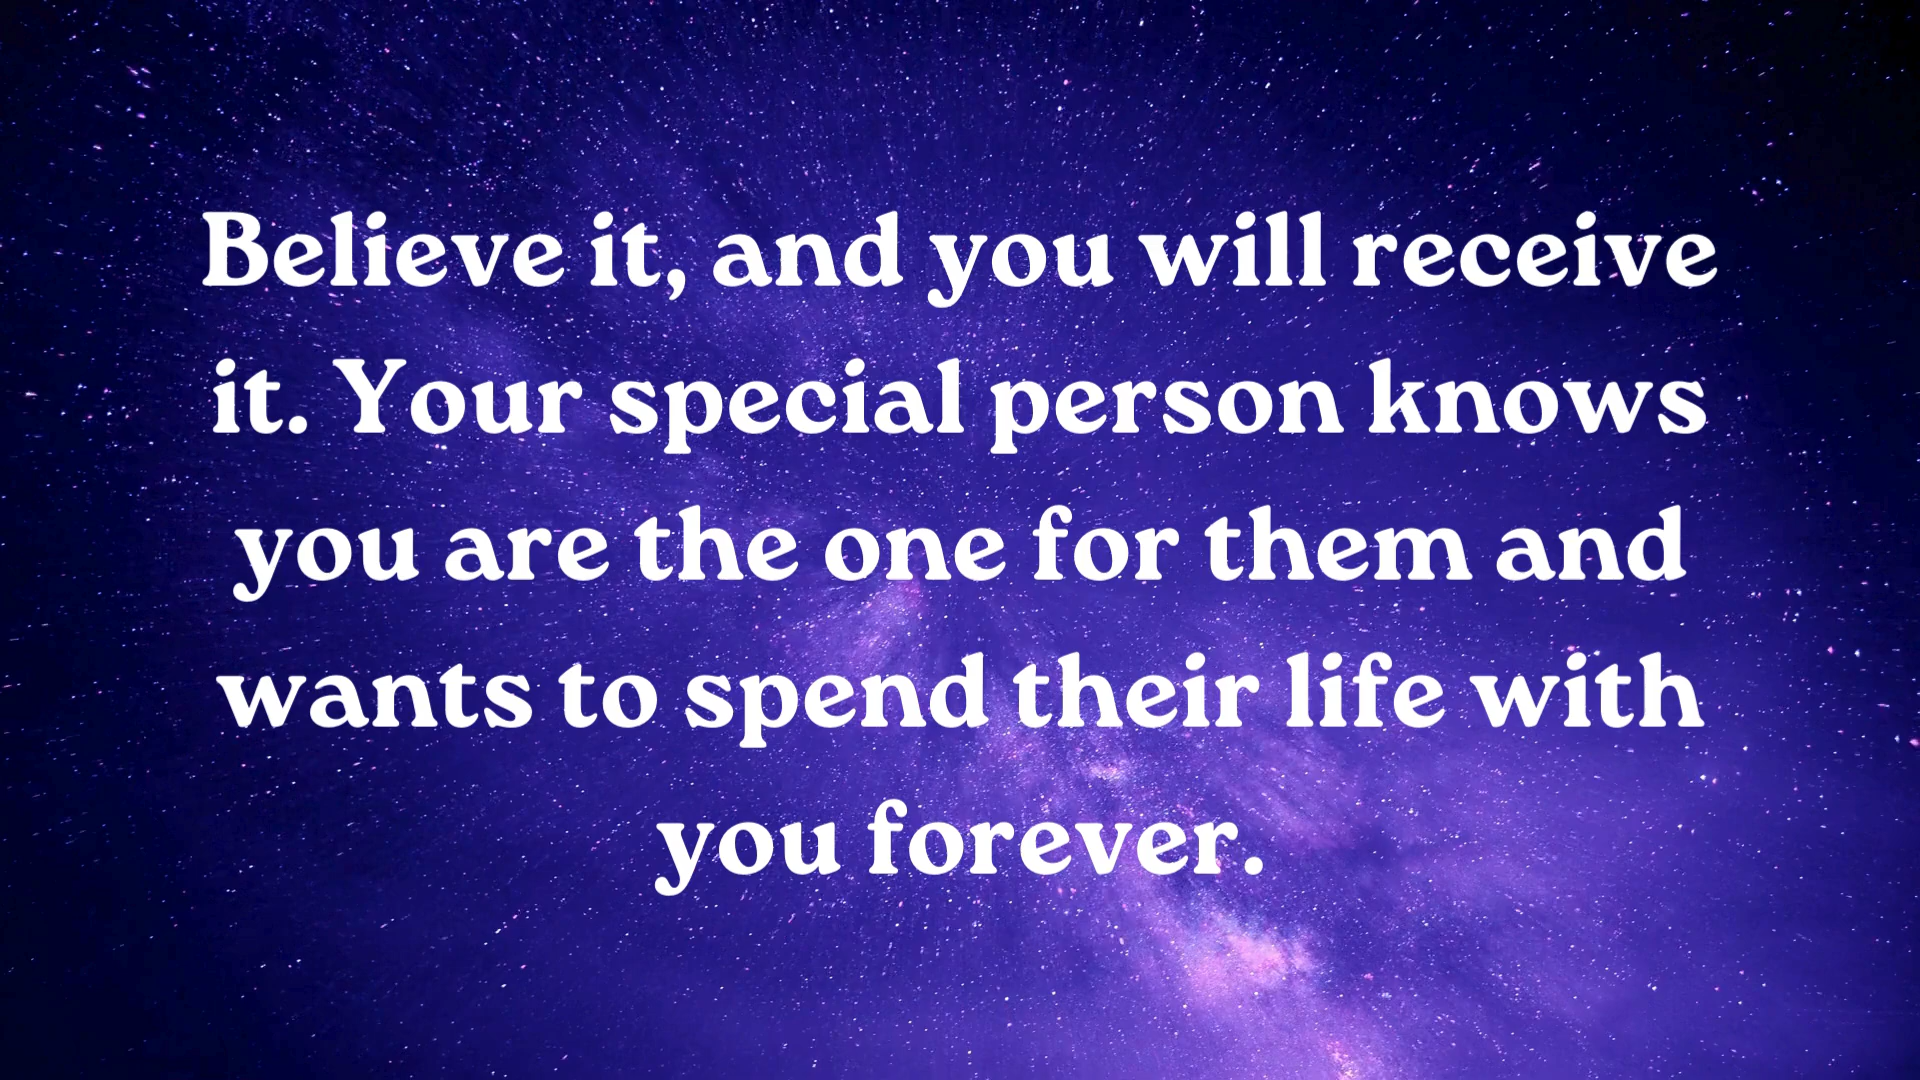 Believe it, and you will receive
it. Your special person knows
you are the one for them and
wants to spend their life with
you forever.